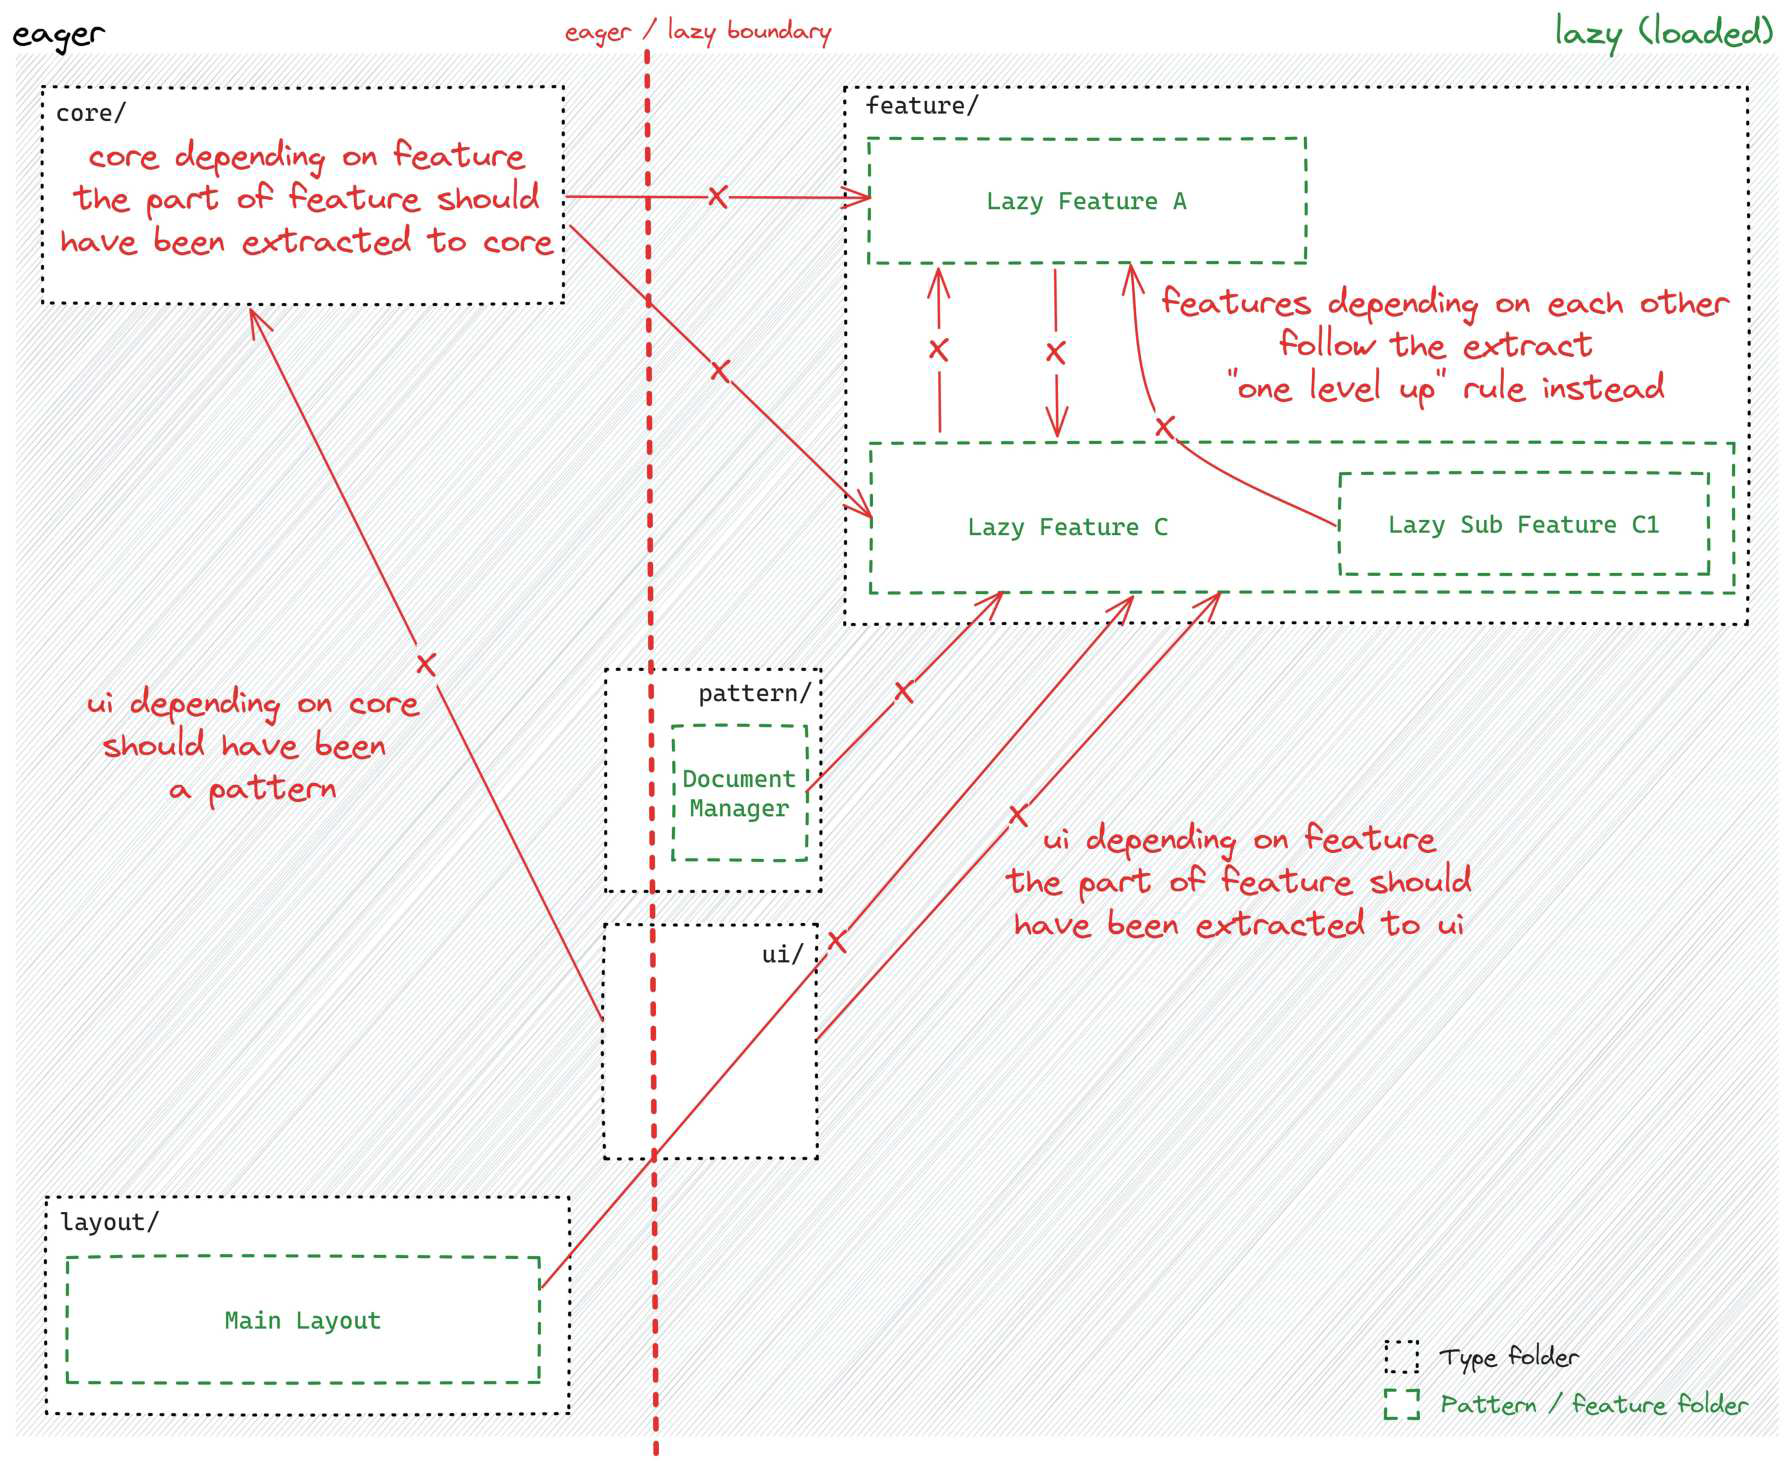 eager
eager / lazy boundary
lazy (loaded)
core/
core depending on feature
the part of feature should
have been extracted to core
feature/
Lazy Feature A
features depending on each other
follow the extract
"one level up" rule instead
Lazy Feature C
Lazy Sub Feature C1
ui depending on core
should have been
a pattern
pattern/
Document
Manager
ui/
ui depending on feature
the part of feature should
have been extracted to ui
layout/
Main Layout
Type folder
Pattern / feature folder